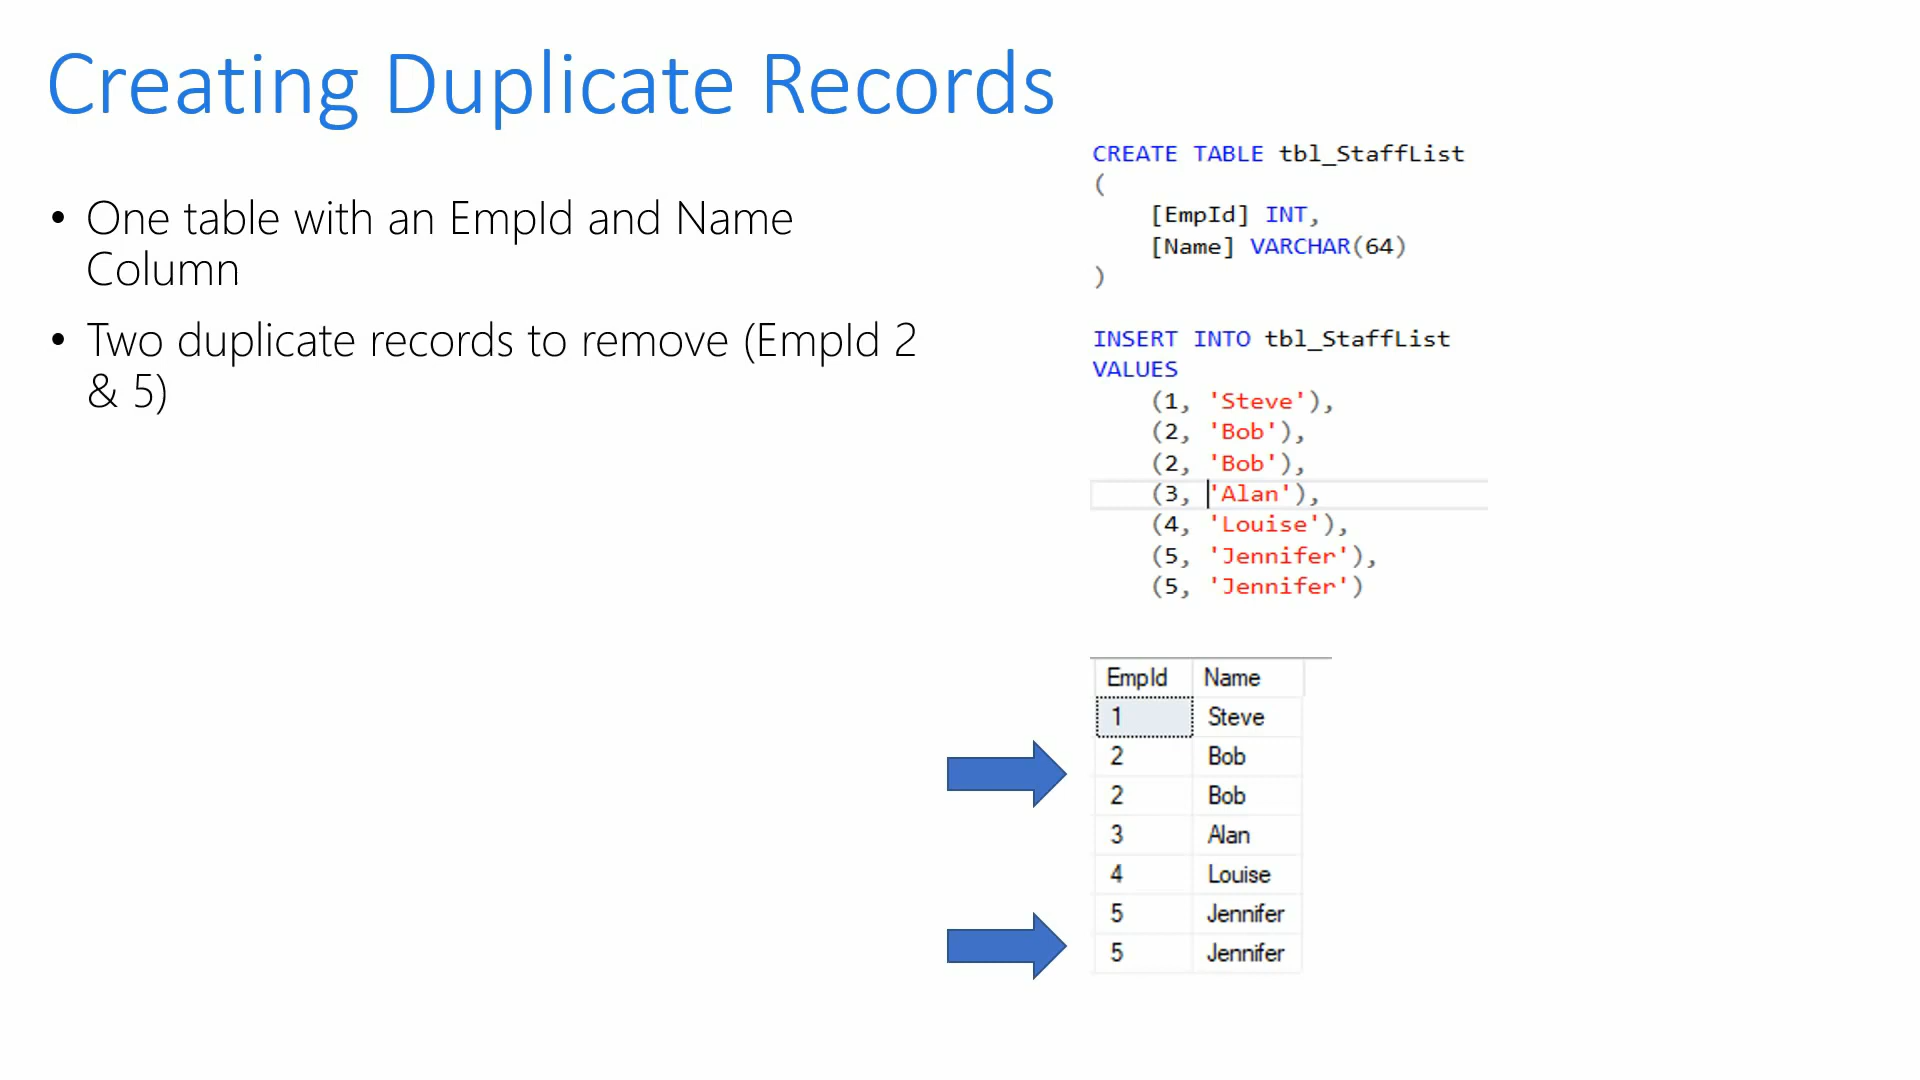 Creating Duplicate Records
• One table with an EmpId and Name
Column
• Two duplicate records to remove (EmpId 2
& 5)
CREATE TABLE tbl_StaffList
(
[EmpId] INT,
[Name] VARCHAR(64)
)
INSERT INTO tbl_StaffList
VALUES
(1, 'Steve'),
(2, 'Bob'),
(2, 'Bob'),
(3, 'Alan'),
(4, 'Louise'),
(5, 'Jennifer'),
(5, 'Jennifer')
EmpId Name
1 Steve
2 Bob
2 Bob
3 Alan
4 Louise
5 Jennifer
5 Jennifer